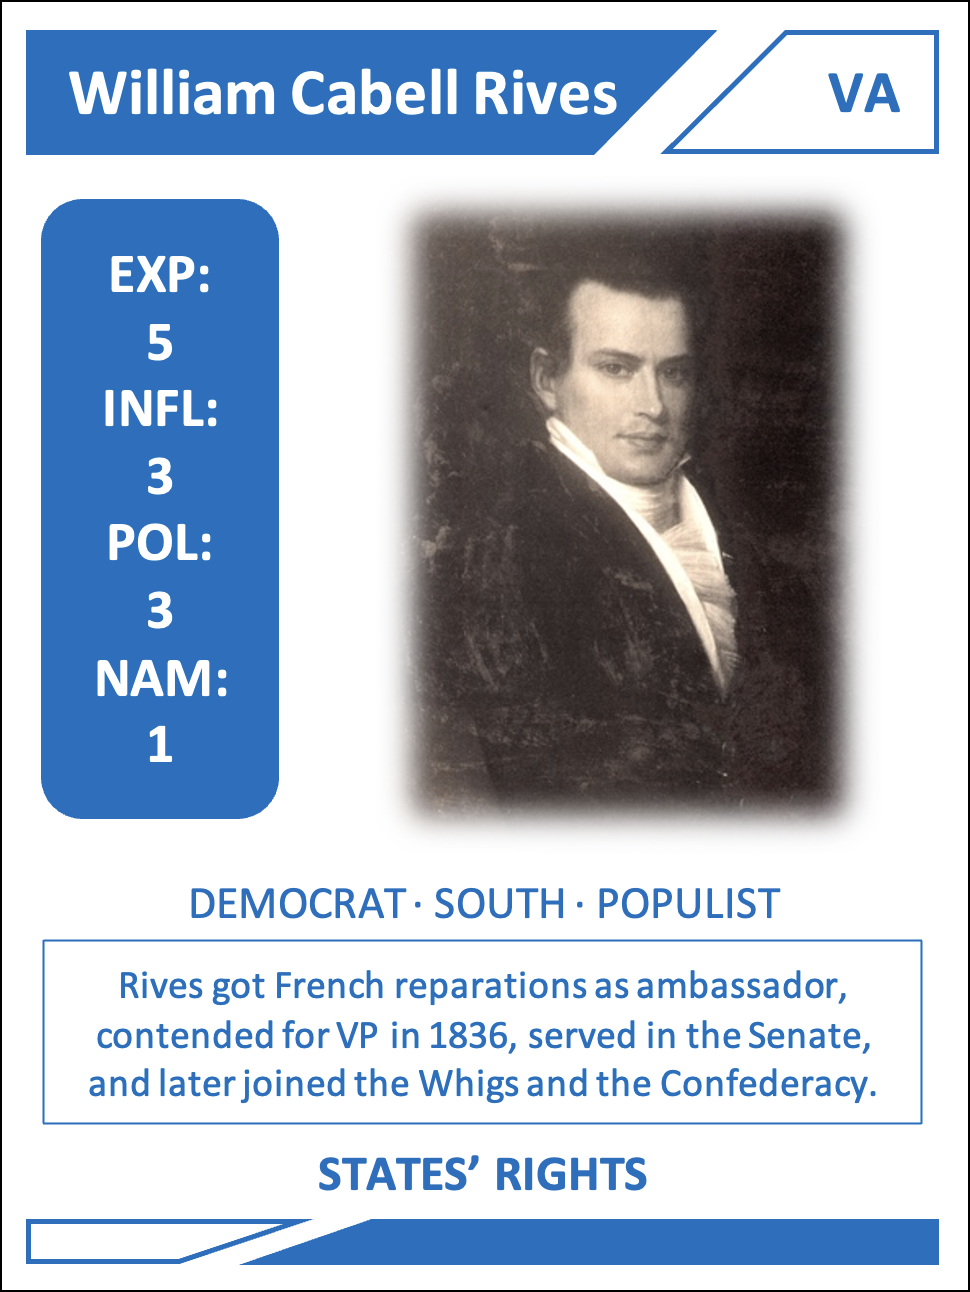 William Cabell Rives
VA
EXP:
5
INFL:
3
POL:
3
NAM:
1
DEMOCRAT · SOUTH · POPULIST
Rives got French reparations as ambassador,
contended for VP in 1836, served in the Senate,
and later joined the Whigs and the Confederacy.
STATES’ RIGHTS